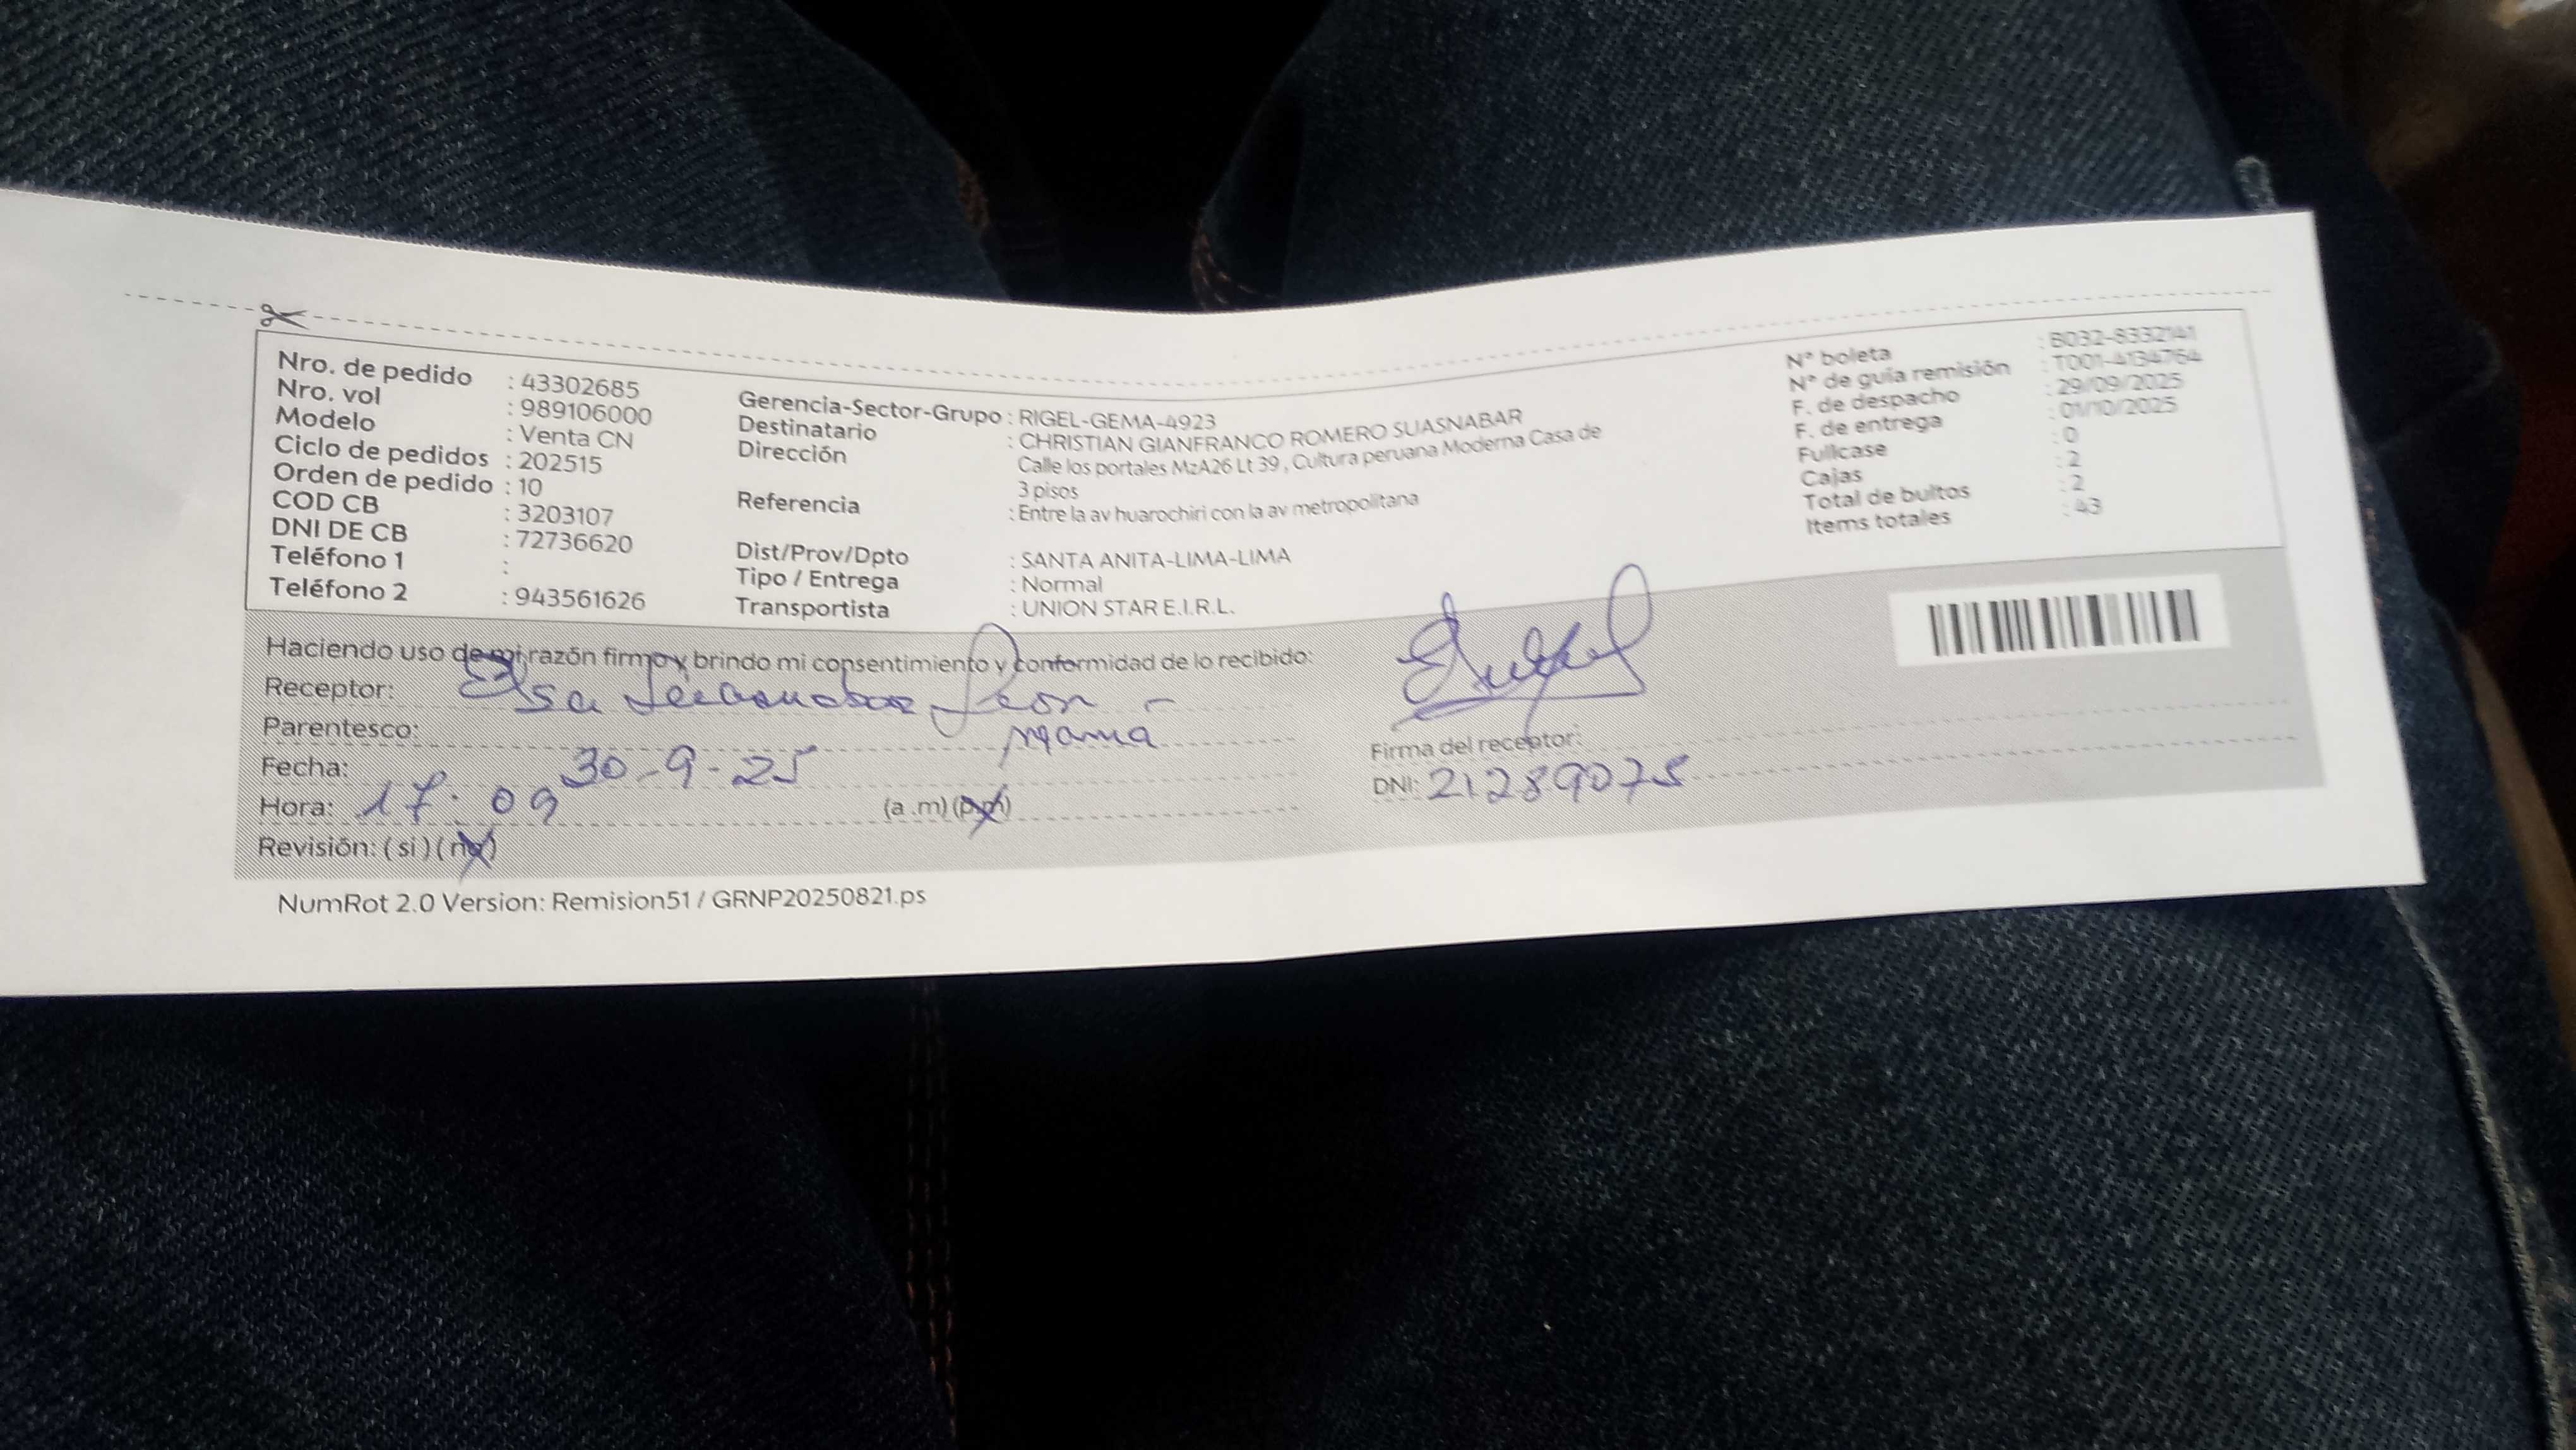 Nro. de pedido : 43302685
Nro. vol : 989106000
Modelo : Venta CN
Ciclo de pedidos : 202515
Orden de pedido : 10
COD CB : 3203107
DNI DE CB : 72736620
Teléfono 1 :
Teléfono 2 : 943561626
Gerencia-Sector-Grupo : RIGEL-GEMA-4923
Destinatario : CHRISTIAN GIANFRANCO ROMERO SUASNABAR
Dirección : Calle los portales MzA26 Lt 39 , Cultura peruana Moderna Casa de
3 pisos
Referencia : Entre la av huarochiri con la av metropolitana
Dist/Prov/Dpto : SANTA ANITA-LIMA-LIMA
Tipo / Entrega : Normal
Transportista : UNION STAR E.I.R.L.
N° boleta : B032-8332141
N° de guía remisión : T001-4134764
F. de despacho : 29/09/2025
F. de entrega : 01/10/2025
Fullcase : 0
Cajas : 2
Total de bultos : 2
Items totales : 43
Haciendo uso de mi razón firmo y brindo mi consentimiento y conformidad de lo recibido:
Receptor: Elsa León -
Parentesco: mamá
Fecha: 30-9-25
Hora: 17:09 (a .m) (p.m)
Revisión: ( si ) ( no )
Firma del receptor:
DNI: 21289075
NumRot 2.0 Version: Remision51 / GRNP20250821.ps